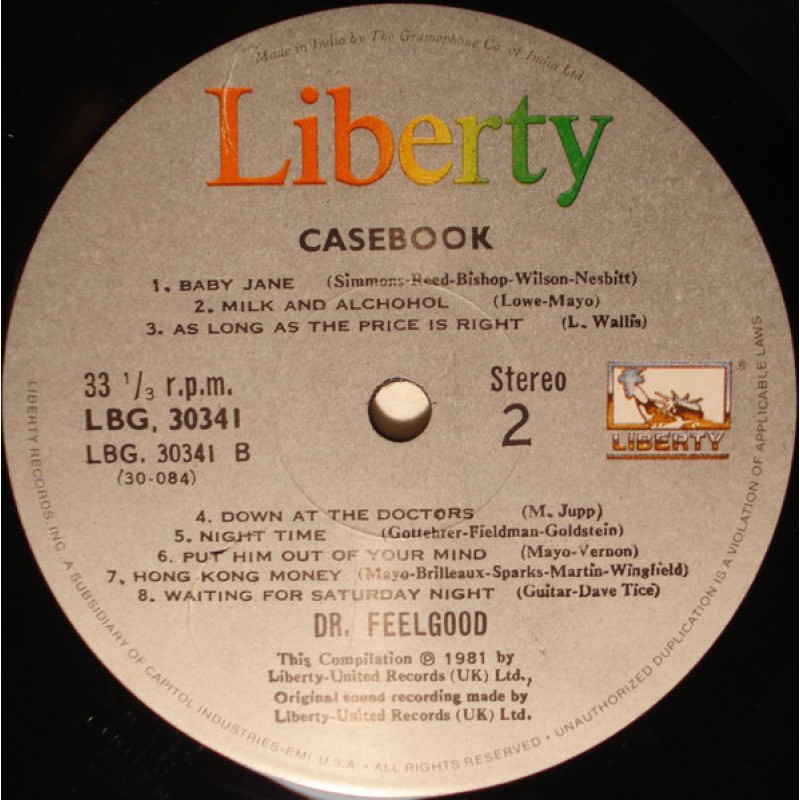 Made in India by The Gramophone Co. of India Ltd.
Liberty
CASEBOOK
1. BABY JANE (Simmons-Reed-Bishop-Wilson-Nesbitt)
2. MILK AND ALCHOHOL (Lowe-Mayo)
3. AS LONG AS THE PRICE IS RIGHT (L. Wallis)
33 1/3 r.p.m.
LBG. 30341
LBG. 30341 B
(30-084)
Stereo
2
®
LIBERTY
4. DOWN AT THE DOCTORS (M. Jupp)
5. NIGHT TIME (Gottehrer-Fieldman-Goldstein)
6. PUT HIM OUT OF YOUR MIND (Mayo-Vernon)
7. HONG KONG MONEY (Mayo-Brilleaux-Sparks-Martin-Wingfield)
8. WAITING FOR SATURDAY NIGHT (Guitar-Dave Tice)
DR. FEELGOOD
This Compilation ℗ 1981 by
Liberty-United Records (UK) Ltd.,
Original sound recording made by
Liberty-United Records (UK) Ltd.
LIBERTY RECORDS, INC. A SUBSIDIARY OF CAPITOL INDUSTRIES-EMI, U.S.A. • ALL RIGHTS RESERVED • UNAUTHORIZED DUPLICATION IS A VIOLATION OF APPLICABLE LAWS